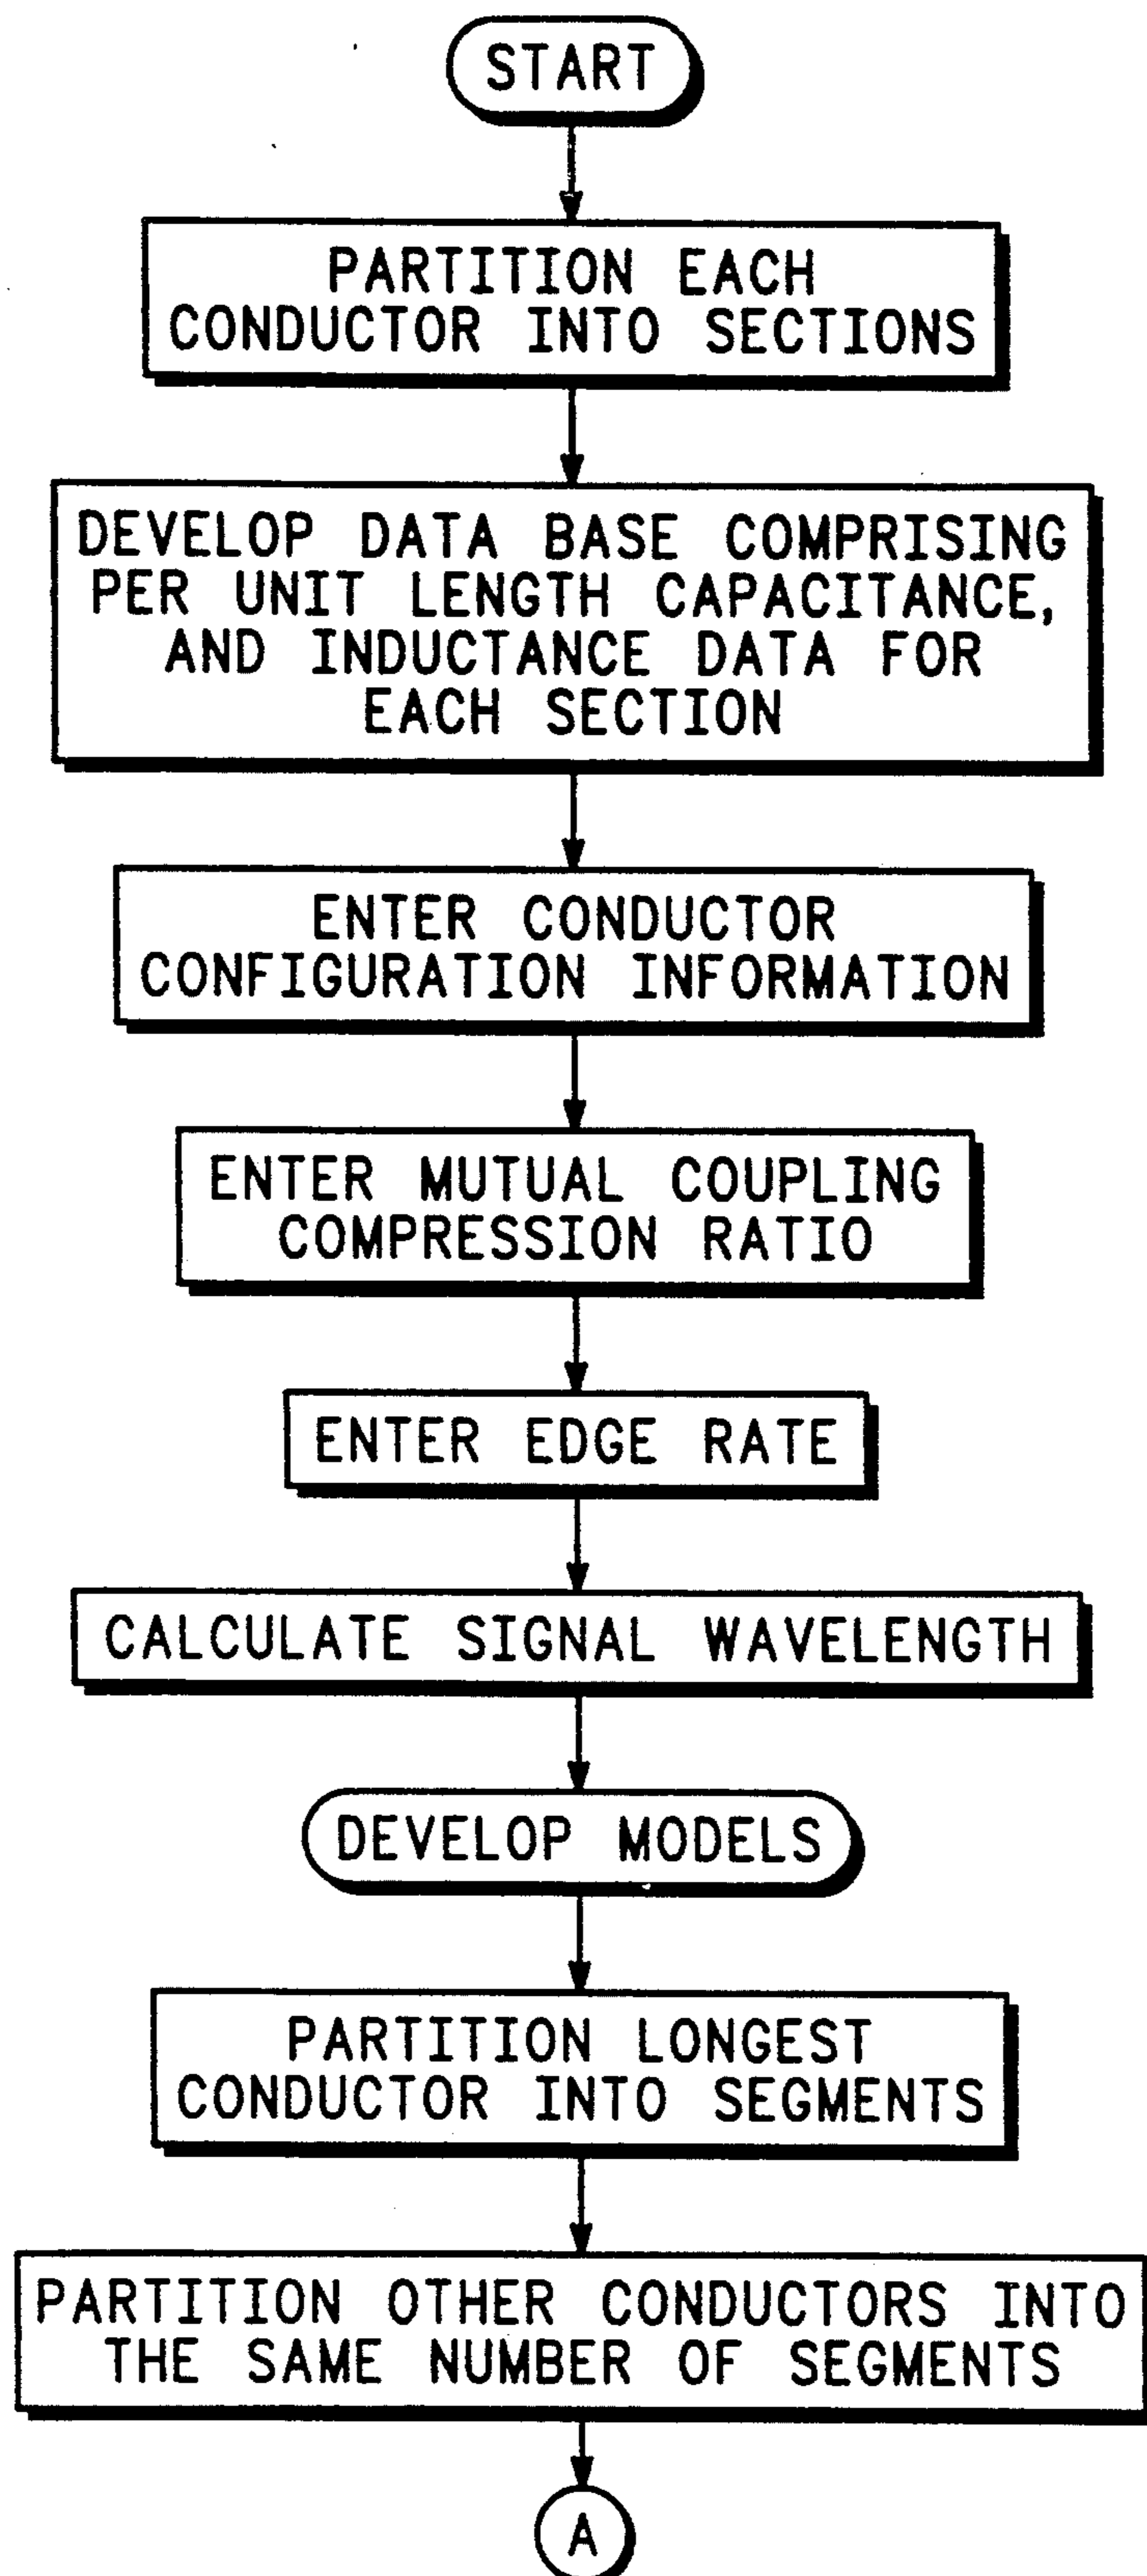 START
PARTITION EACH
CONDUCTOR INTO SECTIONS
DEVELOP DATA BASE COMPRISING
PER UNIT LENGTH CAPACITANCE,
AND INDUCTANCE DATA FOR
EACH SECTION
ENTER CONDUCTOR
CONFIGURATION INFORMATION
ENTER MUTUAL COUPLING
COMPRESSION RATIO
ENTER EDGE RATE
CALCULATE SIGNAL WAVELENGTH
DEVELOP MODELS
PARTITION LONGEST
CONDUCTOR INTO SEGMENTS
PARTITION OTHER CONDUCTORS INTO
THE SAME NUMBER OF SEGMENTS
A